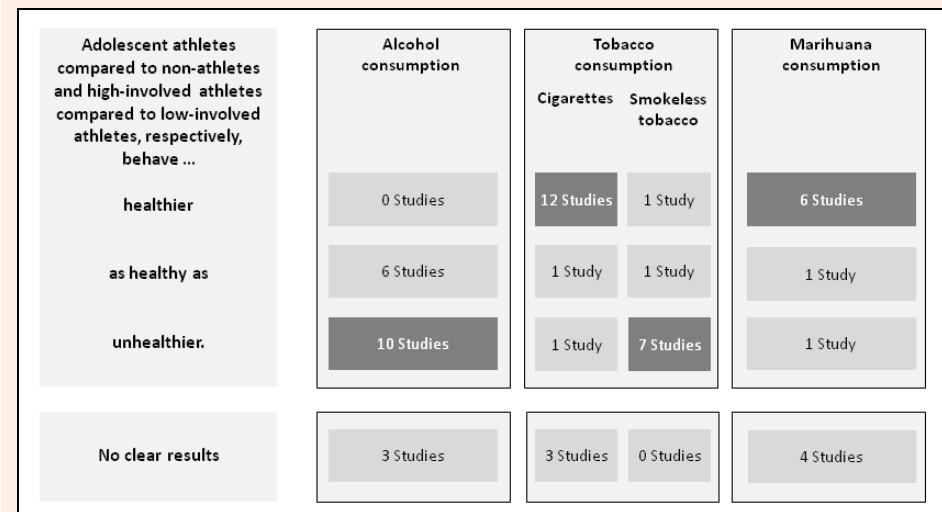 Adolescent athletes
compared to non-athletes
and high-involved athletes
compared to low-involved
athletes, respectively,
behave ...
Alcohol
consumption
Tobacco
consumption
Cigarettes
Smokeless
tobacco
Marihuana
consumption
healthier
0 Studies
12 Studies
1 Study
6 Studies
as healthy as
6 Studies
1 Study
1 Study
1 Study
unhealthier.
10 Studies
1 Study
7 Studies
1 Study
No clear results
3 Studies
3 Studies
0 Studies
4 Studies